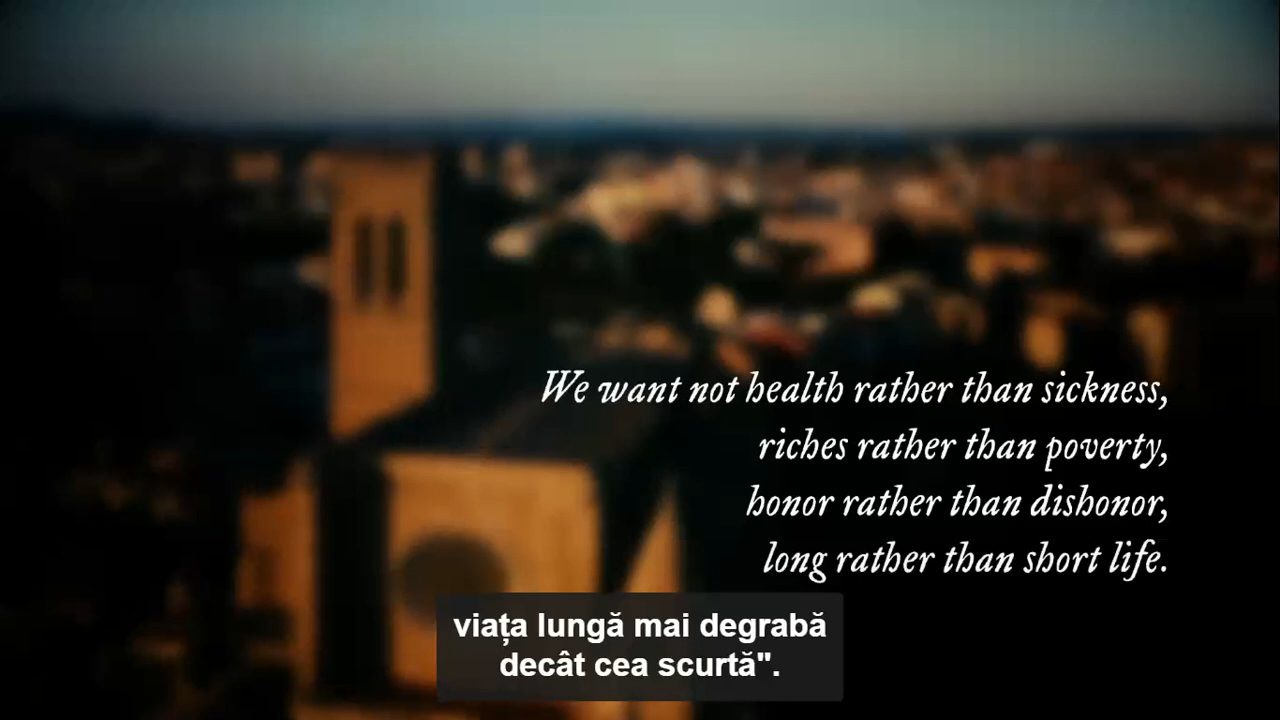 We want not health rather than sickness,
riches rather than poverty,
honor rather than dishonor,
long rather than short life.
viața lungă mai degrabă
decât cea scurtă".